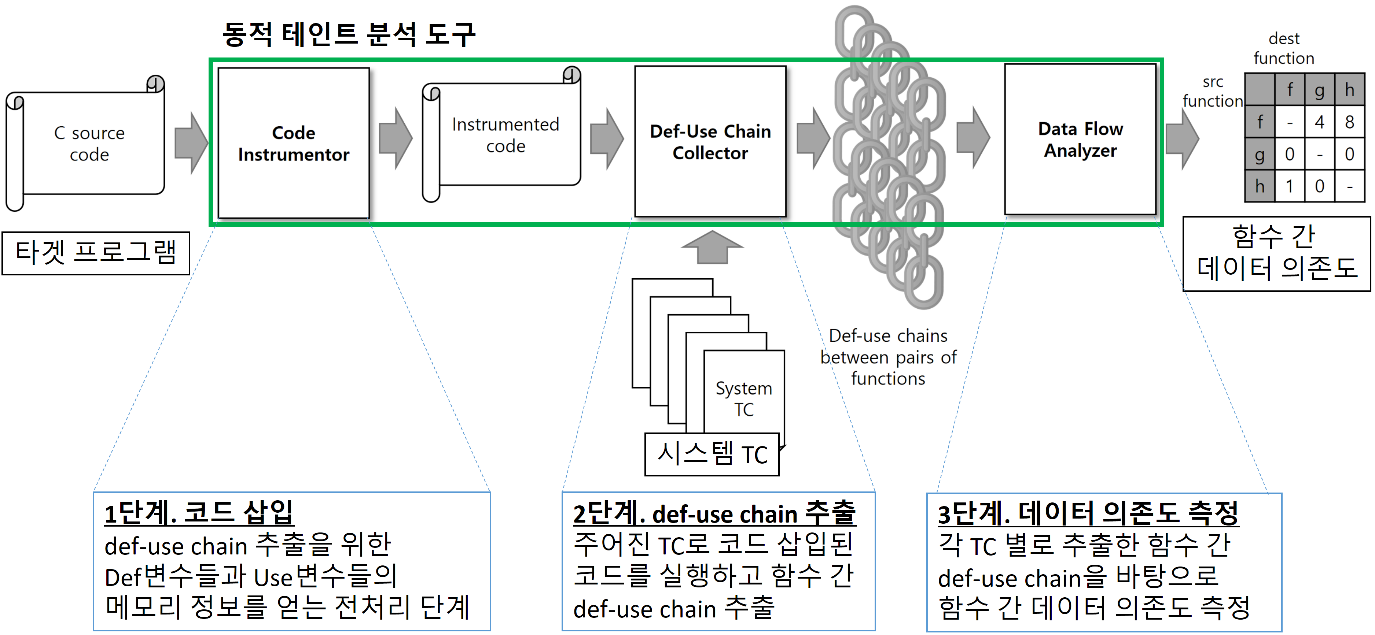 동적 테인트 분석 도구
C source
code
타겟 프로그램
Code
Instrumentor
Instrumented
code
Def-Use Chain
Collector
System
TC
시스템 TC
Def-use chains
between pairs of
functions
Data Flow
Analyzer
dest
function
src
function
f g h
f - 4 8
g 0 - 0
h 1 0 -
함수 간
데이터 의존도
1단계. 코드 삽입
def-use chain 추출을 위한
Def변수들과 Use변수들의
메모리 정보를 얻는 전처리 단계
2단계. def-use chain 추출
주어진 TC로 코드 삽입된
코드를 실행하고 함수 간
def-use chain 추출
3단계. 데이터 의존도 측정
각 TC 별로 추출한 함수 간
def-use chain을 바탕으로
함수 간 데이터 의존도 측정